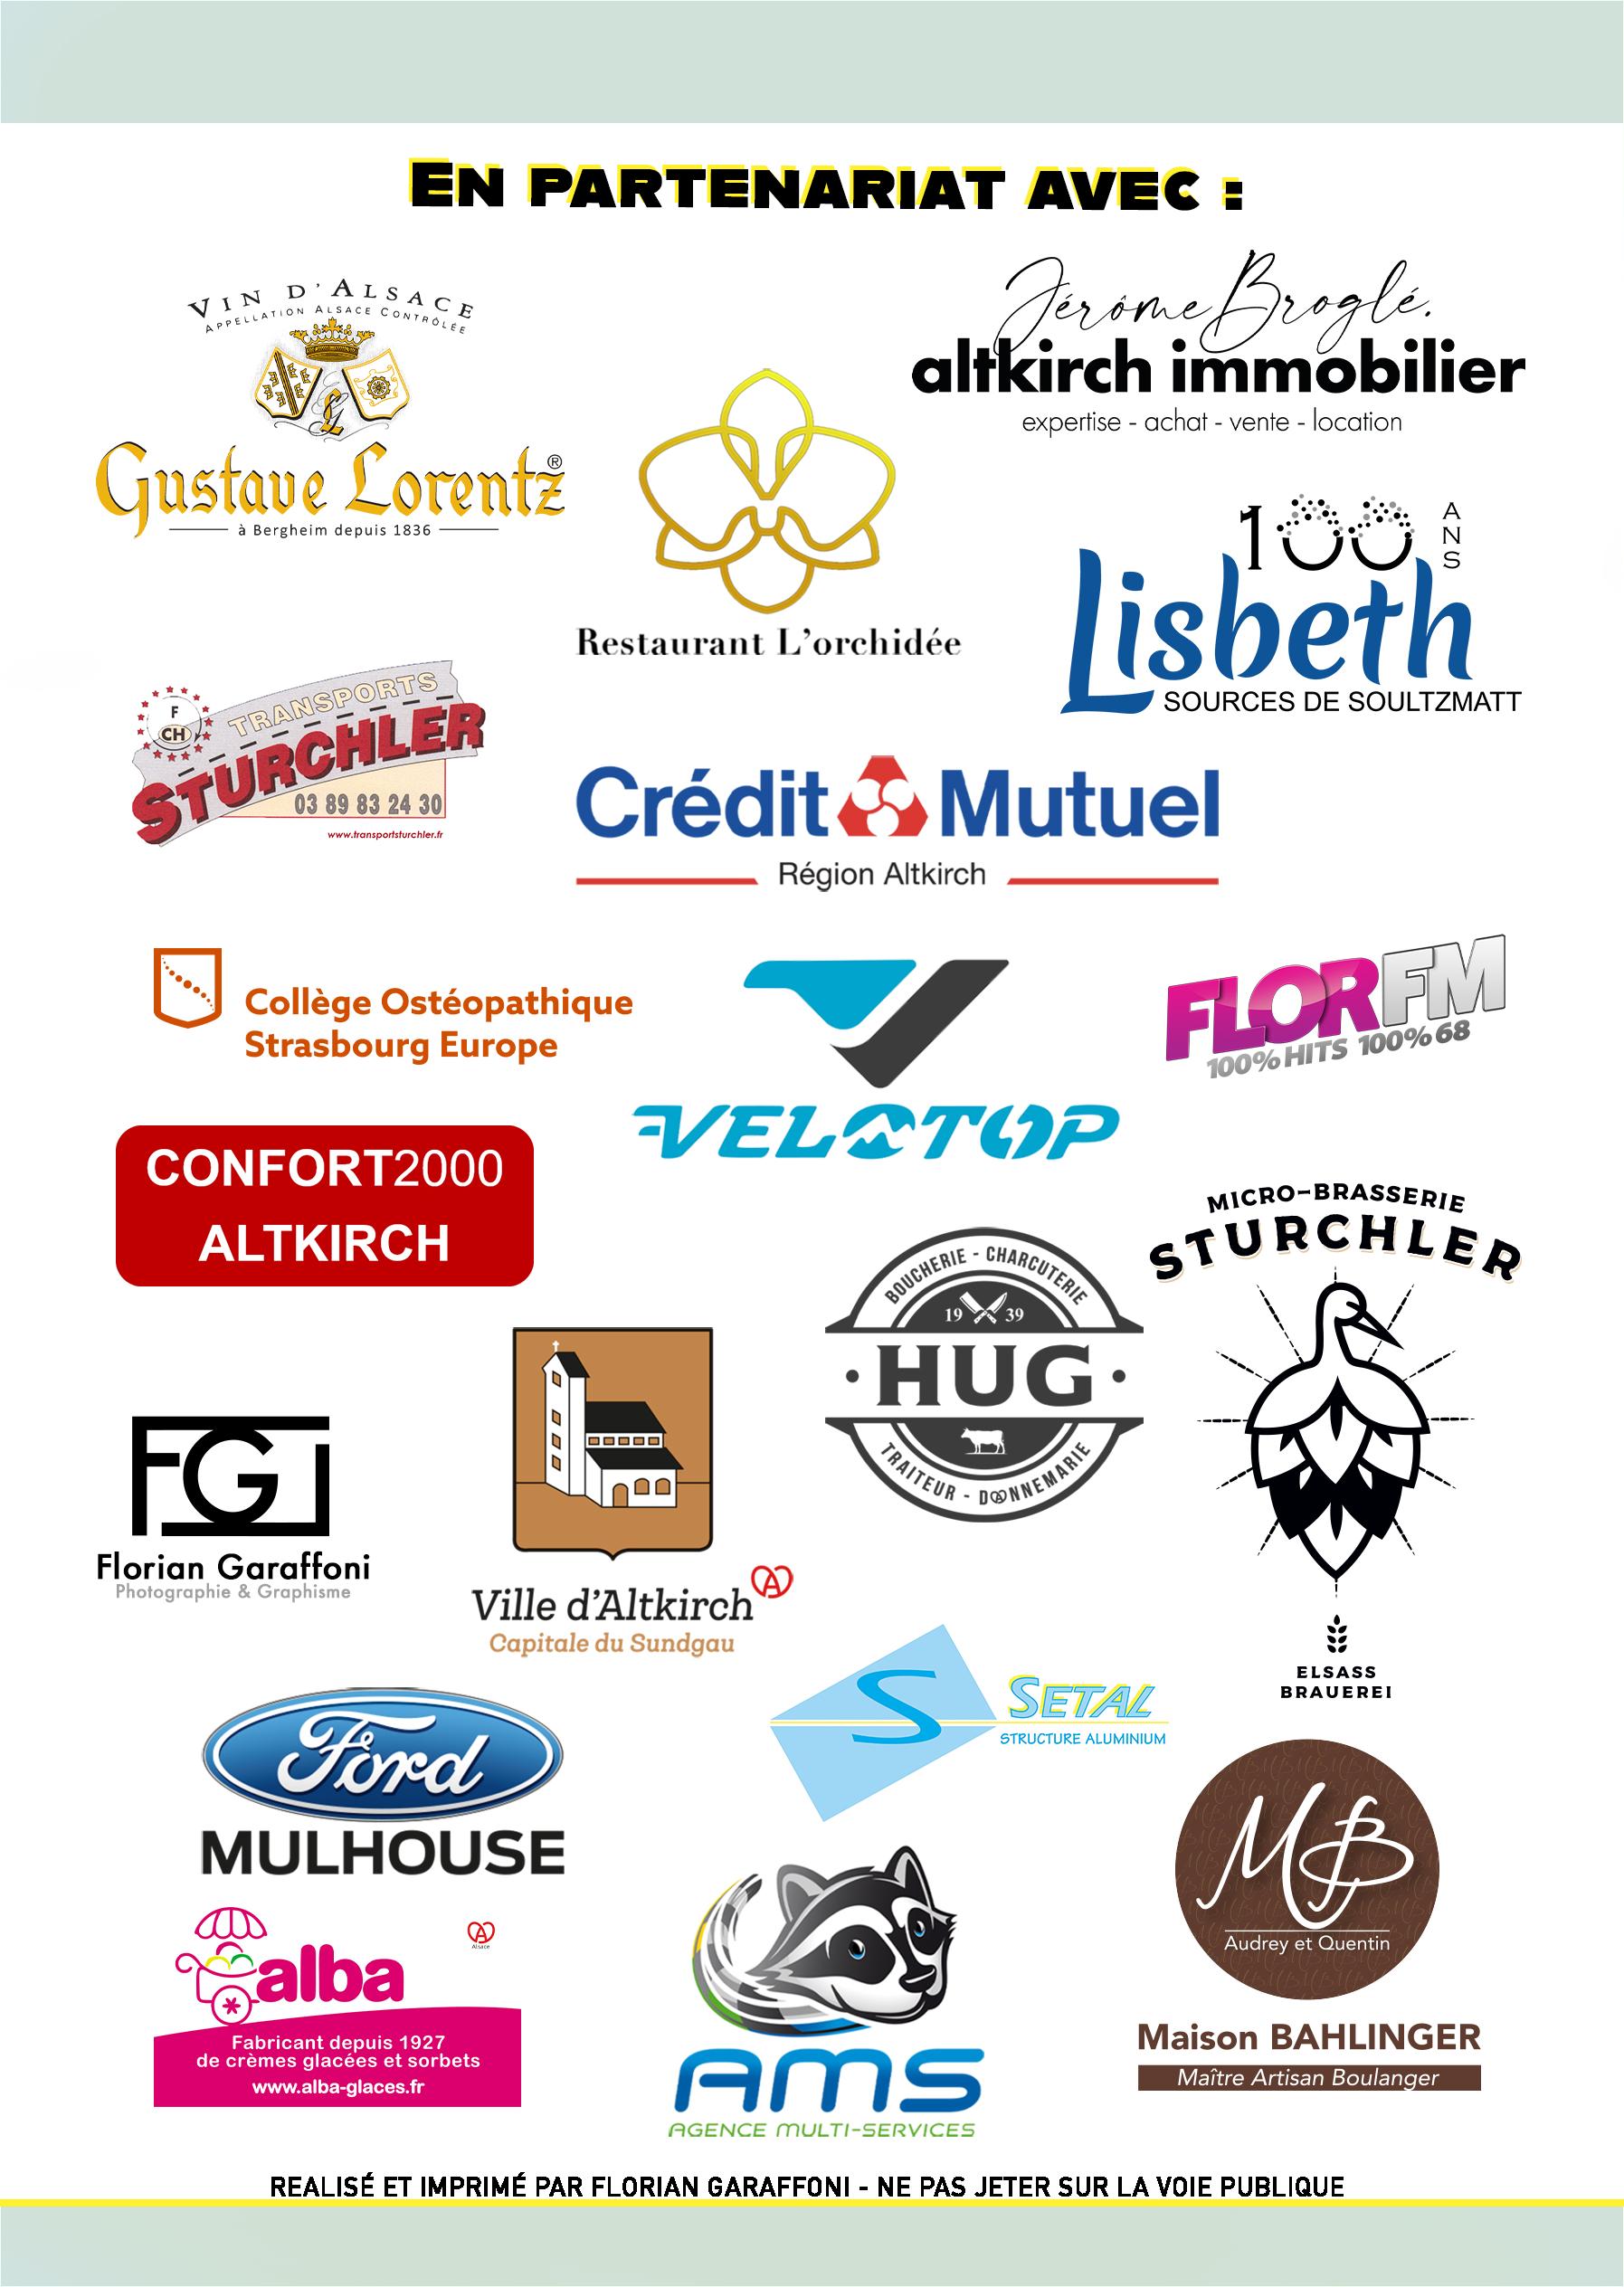 EN PARTENARIAT AVEC :
VIN D'ALSACE
APPELLATION ALSACE CONTRÔLÉE
GL
Gustave Lorentz®
à Bergheim depuis 1836
Jérôme Broglé.
altkirch immobilier
expertise - achat - vente - location
Restaurant L'orchidée
100 ANS
Lisbeth
SOURCES DE SOULTZMATT
F
CH
TRANSPORTS
STURCHLER
03 89 83 24 30
www.transportsturchler.fr
Crédit Mutuel
Région Altkirch
Collège Ostéopathique
Strasbourg Europe
VELOTOP
FLOR FM
100% HITS 100% 68
CONFORT2000
ALTKIRCH
BOUCHERIE - CHARCUTERIE
19 39
· HUG ·
TRAITEUR - DANNEMARIE
MICRO-BRASSERIE
STURCHLER
ELSASS
BRAUEREI
FG
Florian Garaffoni
Photographie & Graphisme
Ville d'Altkirch
Capitale du Sundgau
S
SETAL
STRUCTURE ALUMINIUM
Ford
MULHOUSE
MB
Audrey et Quentin
Maison BAHLINGER
Maître Artisan Boulanger
alba
Alsace
Fabricant depuis 1927
de crèmes glacées et sorbets
www.alba-glaces.fr
AMS
AGENCE MULTI-SERVICES
REALISÉ ET IMPRIMÉ PAR FLORIAN GARAFFONI - NE PAS JETER SUR LA VOIE PUBLIQUE